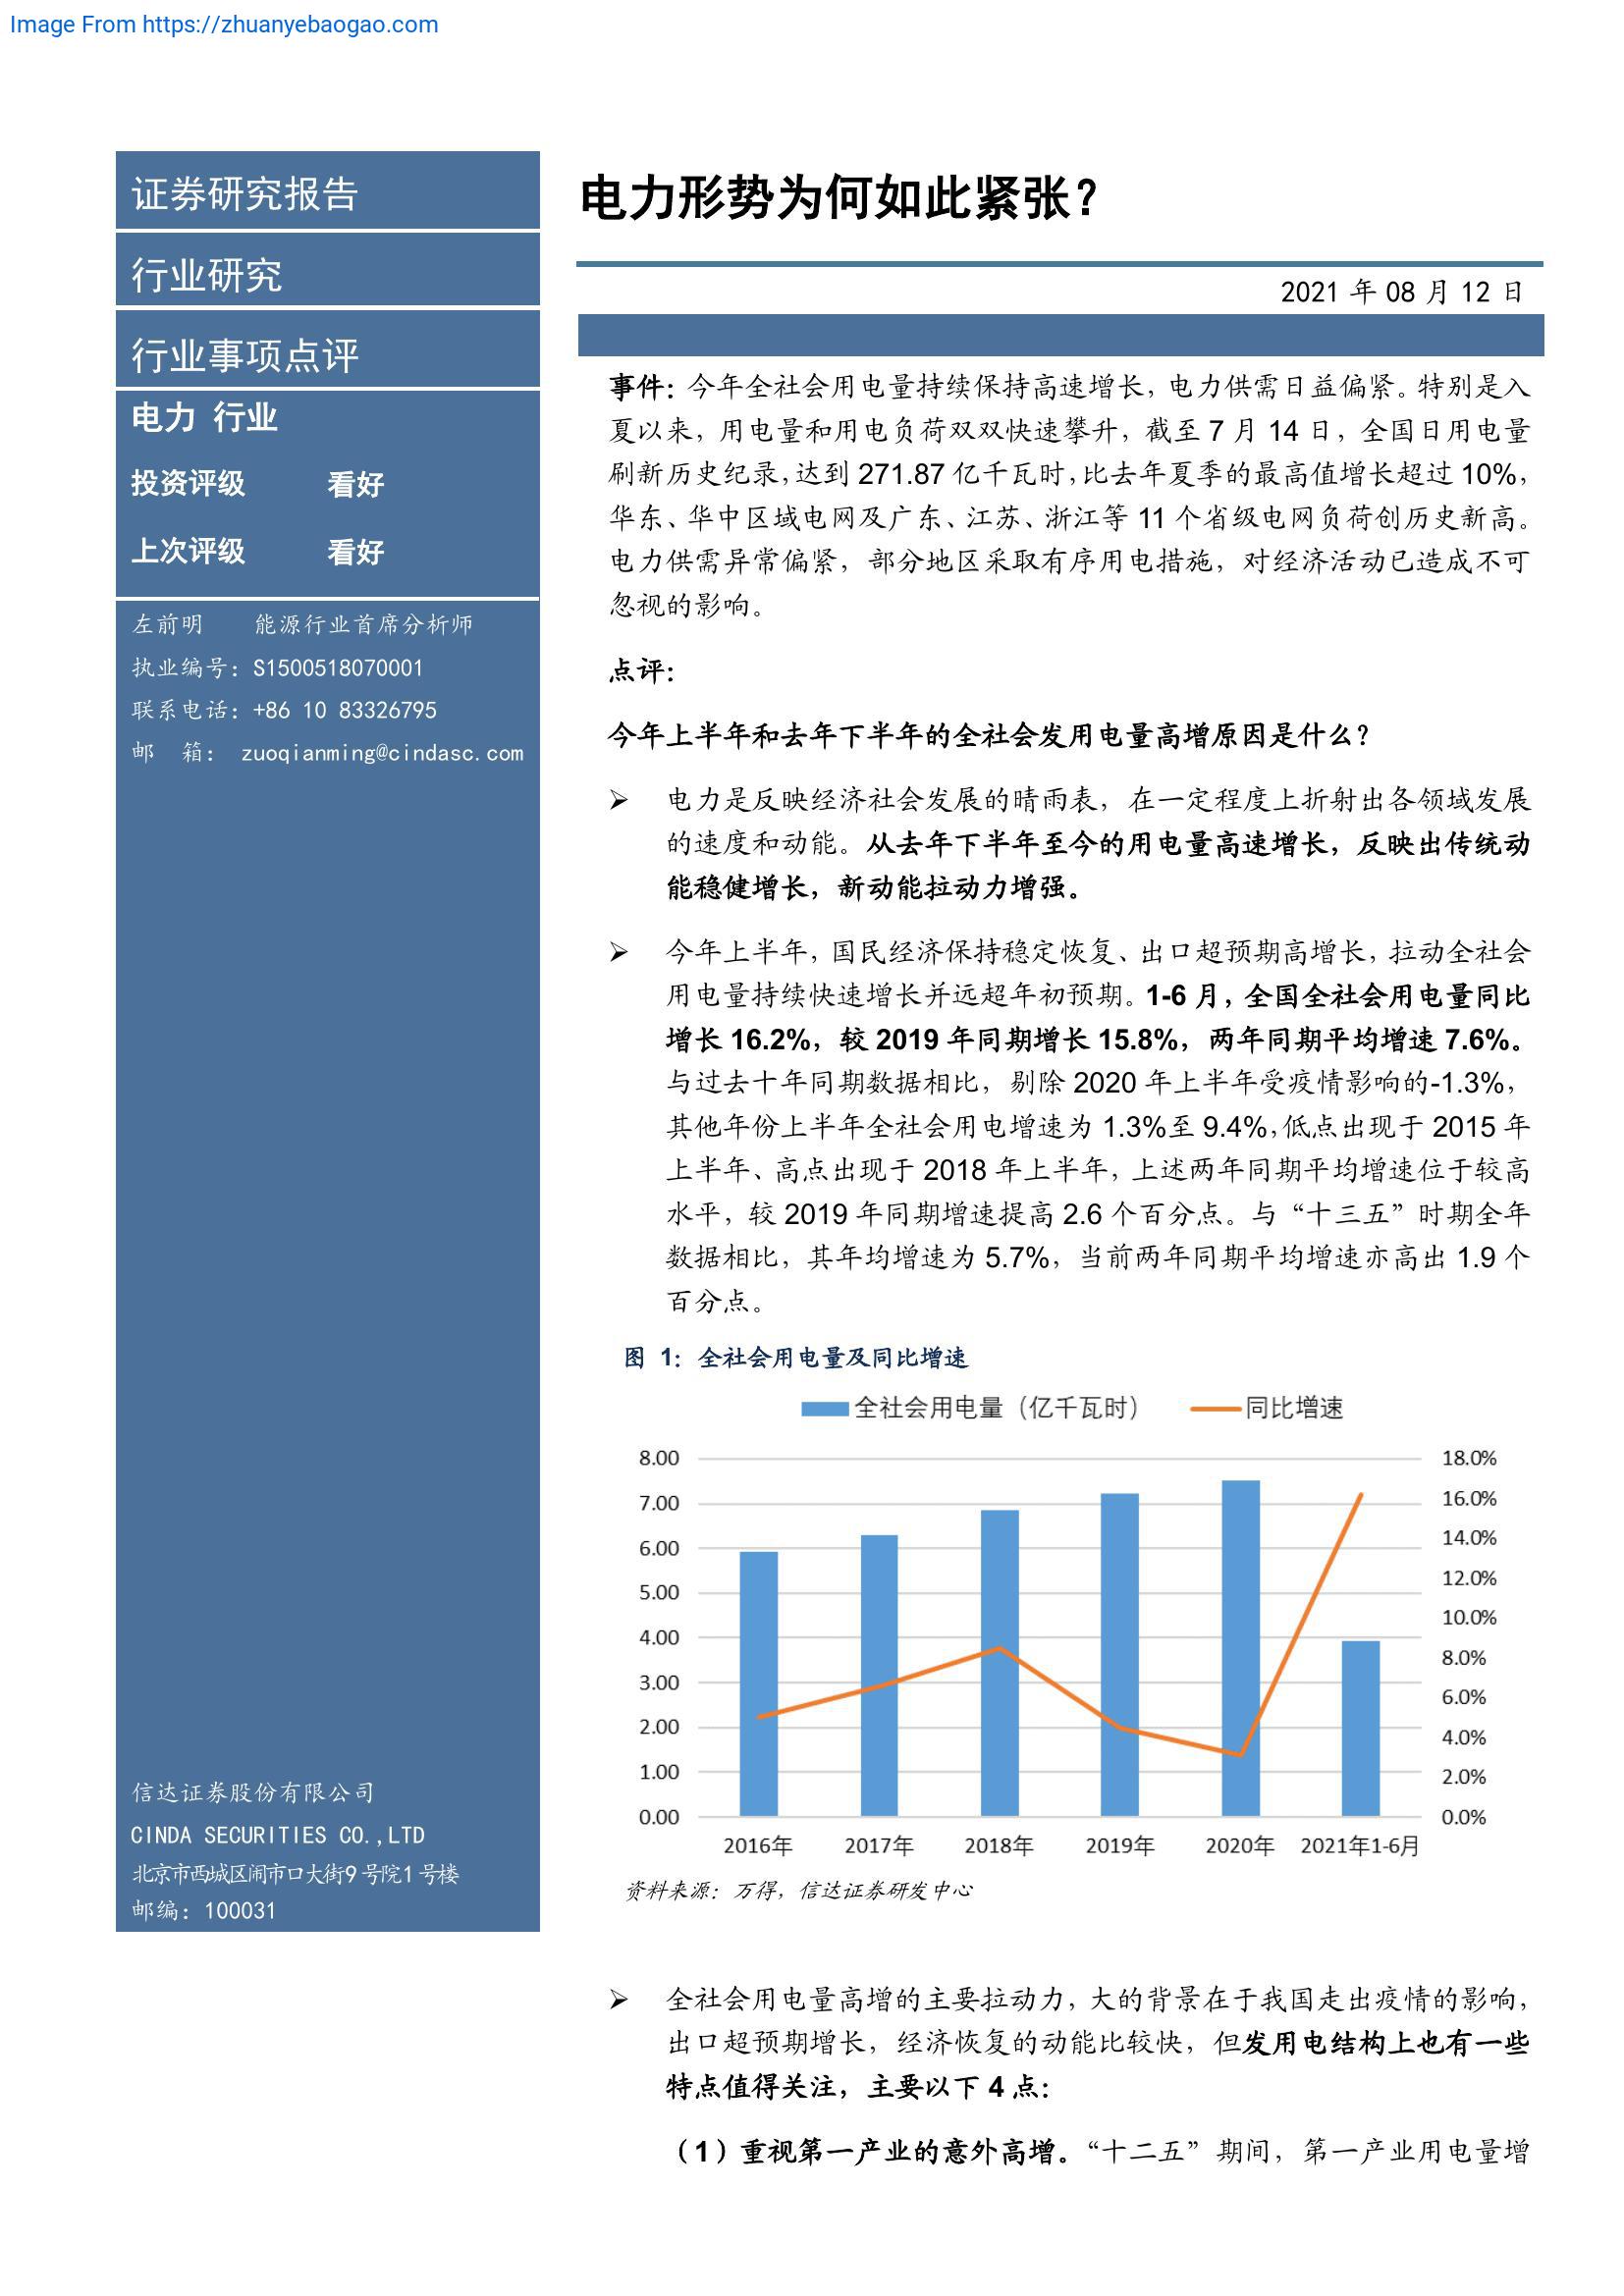 Image From https://zhuanyebaogao.com
证券研究报告
行业研究
行业事项点评
电力 行业
投资评级 看好
上次评级 看好
左前明 能源行业首席分析师
执业编号：S1500518070001
联系电话：+86 10 83326795
邮 箱： zuoqianming@cindasc.com
信达证券股份有限公司
CINDA SECURITIES CO.,LTD
北京市西城区闹市口大街9号院1号楼
邮编：100031
电力形势为何如此紧张？
2021 年 08 月 12 日
事件：今年全社会用电量持续保持高速增长，电力供需日益偏紧。特别是入
夏以来，用电量和用电负荷双双快速攀升，截至 7 月 14 日，全国日用电量
刷新历史纪录，达到 271.87 亿千瓦时，比去年夏季的最高值增长超过 10%，
华东、华中区域电网及广东、江苏、浙江等 11 个省级电网负荷创历史新高。
电力供需异常偏紧，部分地区采取有序用电措施，对经济活动已造成不可
忽视的影响。
点评：
今年上半年和去年下半年的全社会发用电量高增原因是什么？
➢ 电力是反映经济社会发展的晴雨表，在一定程度上折射出各领域发展
的速度和动能。从去年下半年至今的用电量高速增长，反映出传统动
能稳健增长，新动能拉动力增强。
➢ 今年上半年，国民经济保持稳定恢复、出口超预期高增长，拉动全社会
用电量持续快速增长并远超年初预期。1-6 月，全国全社会用电量同比
增长 16.2%，较 2019 年同期增长 15.8%，两年同期平均增速 7.6%。
与过去十年同期数据相比，剔除 2020 年上半年受疫情影响的-1.3%，
其他年份上半年全社会用电增速为 1.3%至 9.4%，低点出现于 2015 年
上半年、高点出现于 2018 年上半年，上述两年同期平均增速位于较高
水平，较 2019 年同期增速提高 2.6 个百分点。与“十三五”时期全年
数据相比，其年均增速为 5.7%，当前两年同期平均增速亦高出 1.9 个
百分点。
图 1：全社会用电量及同比增速
全社会用电量（亿千瓦时） 同比增速
8.00 18.0%
7.00 16.0%
6.00 14.0%
5.00 12.0%
4.00 10.0%
3.00 8.0%
2.00 6.0%
1.00 4.0%
0.00 2.0%
0.0%
2016年 2017年 2018年 2019年 2020年 2021年1-6月
资料来源：万得，信达证券研发中心
➢ 全社会用电量高增的主要拉动力，大的背景在于我国走出疫情的影响，
出口超预期增长，经济恢复的动能比较快，但发用电结构上也有一些
特点值得关注，主要以下 4 点：
（1）重视第一产业的意外高增。“十二五”期间，第一产业用电量增